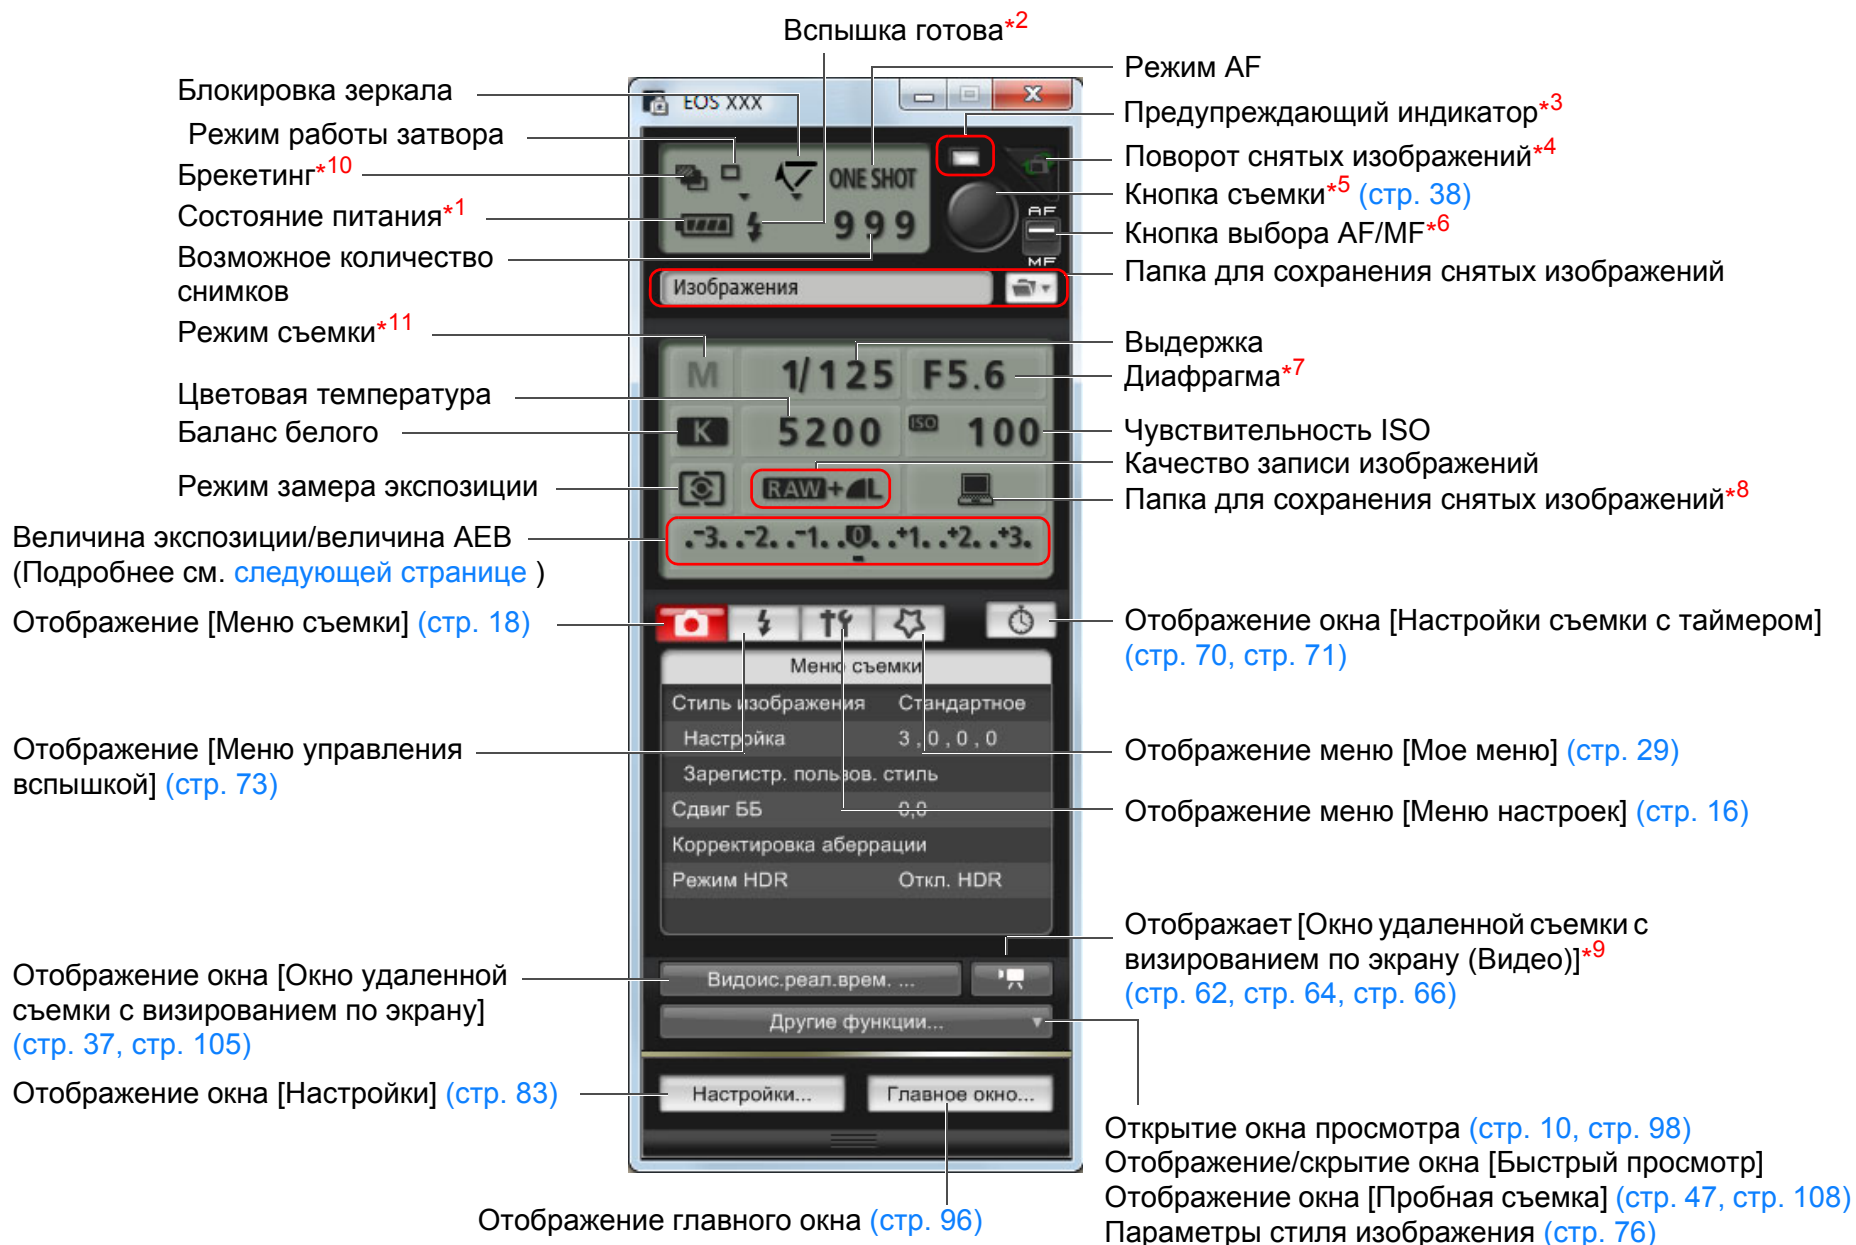 Вспышка готова*2
Блокировка зеркала
Режим работы затвора
Брекетинг*10
Состояние питания*1
Возможное количество
снимков
Режим съемки*11
Цветовая температура
Баланс белого
Режим замера экспозиции
Величина экспозиции/величина AEB
(Подробнее см. следующей странице )
Отображение [Меню съемки] (стр. 18)
Отображение [Меню управления
вспышкой] (стр. 73)
Отображение окна [Окно удаленной
съемки с визированием по экрану]
(стр. 37, стр. 105)
Отображение окна [Настройки] (стр. 83)
Отображение главного окна (стр. 96)
EOS XXX
ONE SHOT
999
AF
MF
Изображения
M 1/125 F5.6
K 5200 ISO 100
RAW+L
.-3. .-2. .-1. .0. .+1. .+2. .+3.
Меню съемки
Стиль изображения Стандартное
Настройка 3 , 0 , 0 , 0
Зарегистр. пользов. стиль
Сдвиг ББ 0,0
Корректировка аберрации
Режим HDR Откл. HDR
Видоис.реал.врем. ...
Другие функции...
Настройки... Главное окно...
Режим AF
Предупреждающий индикатор*3
Поворот снятых изображений*4
Кнопка съемки*5 (стр. 38)
Кнопка выбора AF/MF*6
Папка для сохранения снятых изображений
Выдержка
Диафрагма*7
Чувствительность ISO
Качество записи изображений
Папка для сохранения снятых изображений*8
Отображение окна [Настройки съемки с таймером]
(стр. 70, стр. 71)
Отображение меню [Мое меню] (стр. 29)
Отображение меню [Меню настроек] (стр. 16)
Отображает [Окно удаленной съемки с
визированием по экрану (Видео)]*9
(стр. 62, стр. 64, стр. 66)
Открытие окна просмотра (стр. 10, стр. 98)
Отображение/скрытие окна [Быстрый просмотр]
Отображение окна [Пробная съемка] (стр. 47, стр. 108)
Параметры стиля изображения (стр. 76)